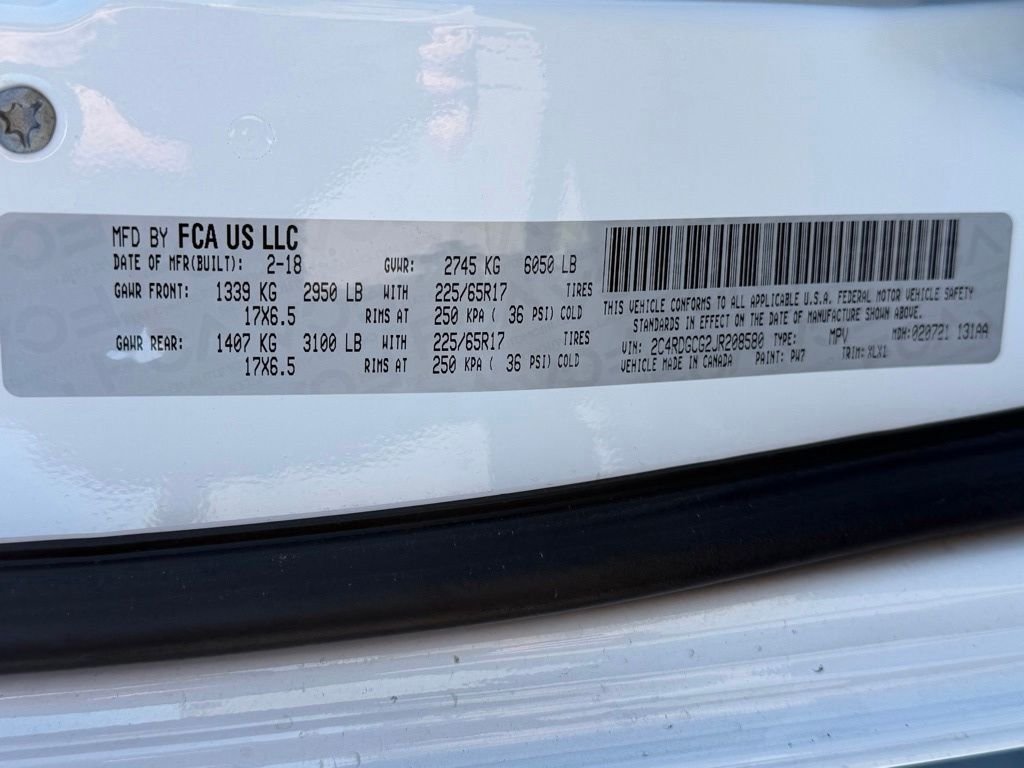 MFD BY FCA US LLC
DATE OF MFR(BUILT): 2-18 GVWR: 2745 KG 6050 LB
GAWR FRONT: 1339 KG 2950 LB WITH 225/65R17 TIRES
17X6.5 RIMS AT 250 KPA ( 36 PSI) COLD
GAWR REAR: 1407 KG 3100 LB WITH 225/65R17 TIRES
17X6.5 RIMS AT 250 KPA ( 36 PSI) COLD
THIS VEHICLE CONFORMS TO ALL APPLICABLE U.S.A. FEDERAL MOTOR VEHICLE SAFETY
STANDARDS IN EFFECT ON THE DATE OF MANUFACTURE SHOWN ABOVE.
VIN: 2C4RDGCG2JR208580 TYPE: MPV MDH: 020721 131AA
VEHICLE MADE IN CANADA PAINT: PW7 TRIM: XLX1